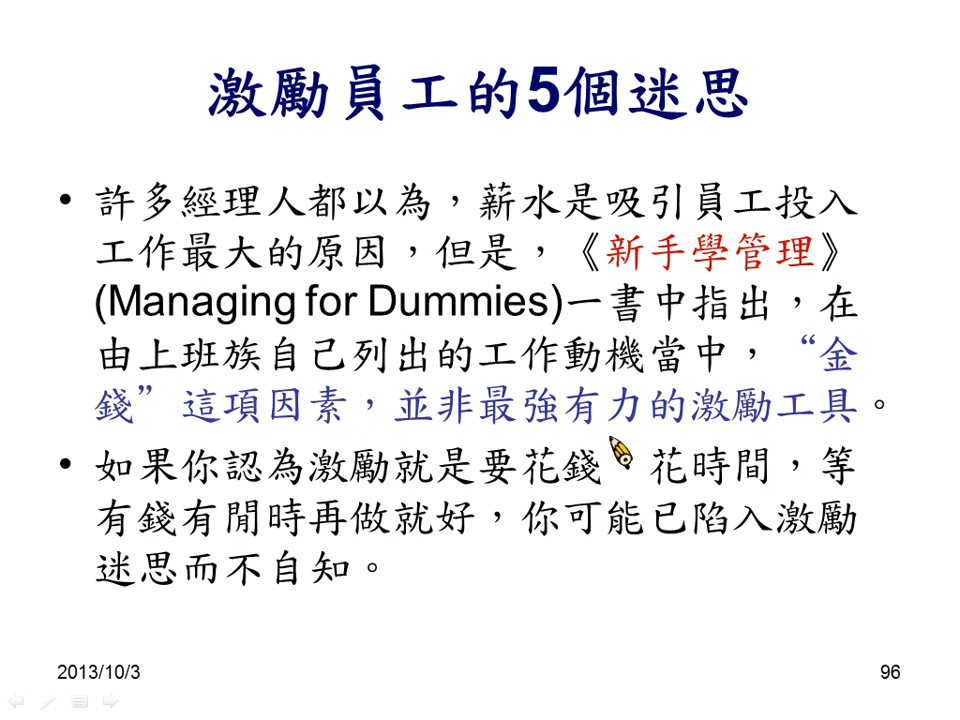 激勵員工的5個迷思
• 許多經理人都以為，薪水是吸引員工投入
工作最大的原因，但是，《新手學管理》
(Managing for Dummies)一書中指出，在
由上班族自己列出的工作動機當中，“金
錢”這項因素，並非最強有力的激勵工具。
• 如果你認為激勵就是要花錢 花時間，等
有錢有閒時再做就好，你可能已陷入激勵
迷思而不自知。
2013/10/3
96